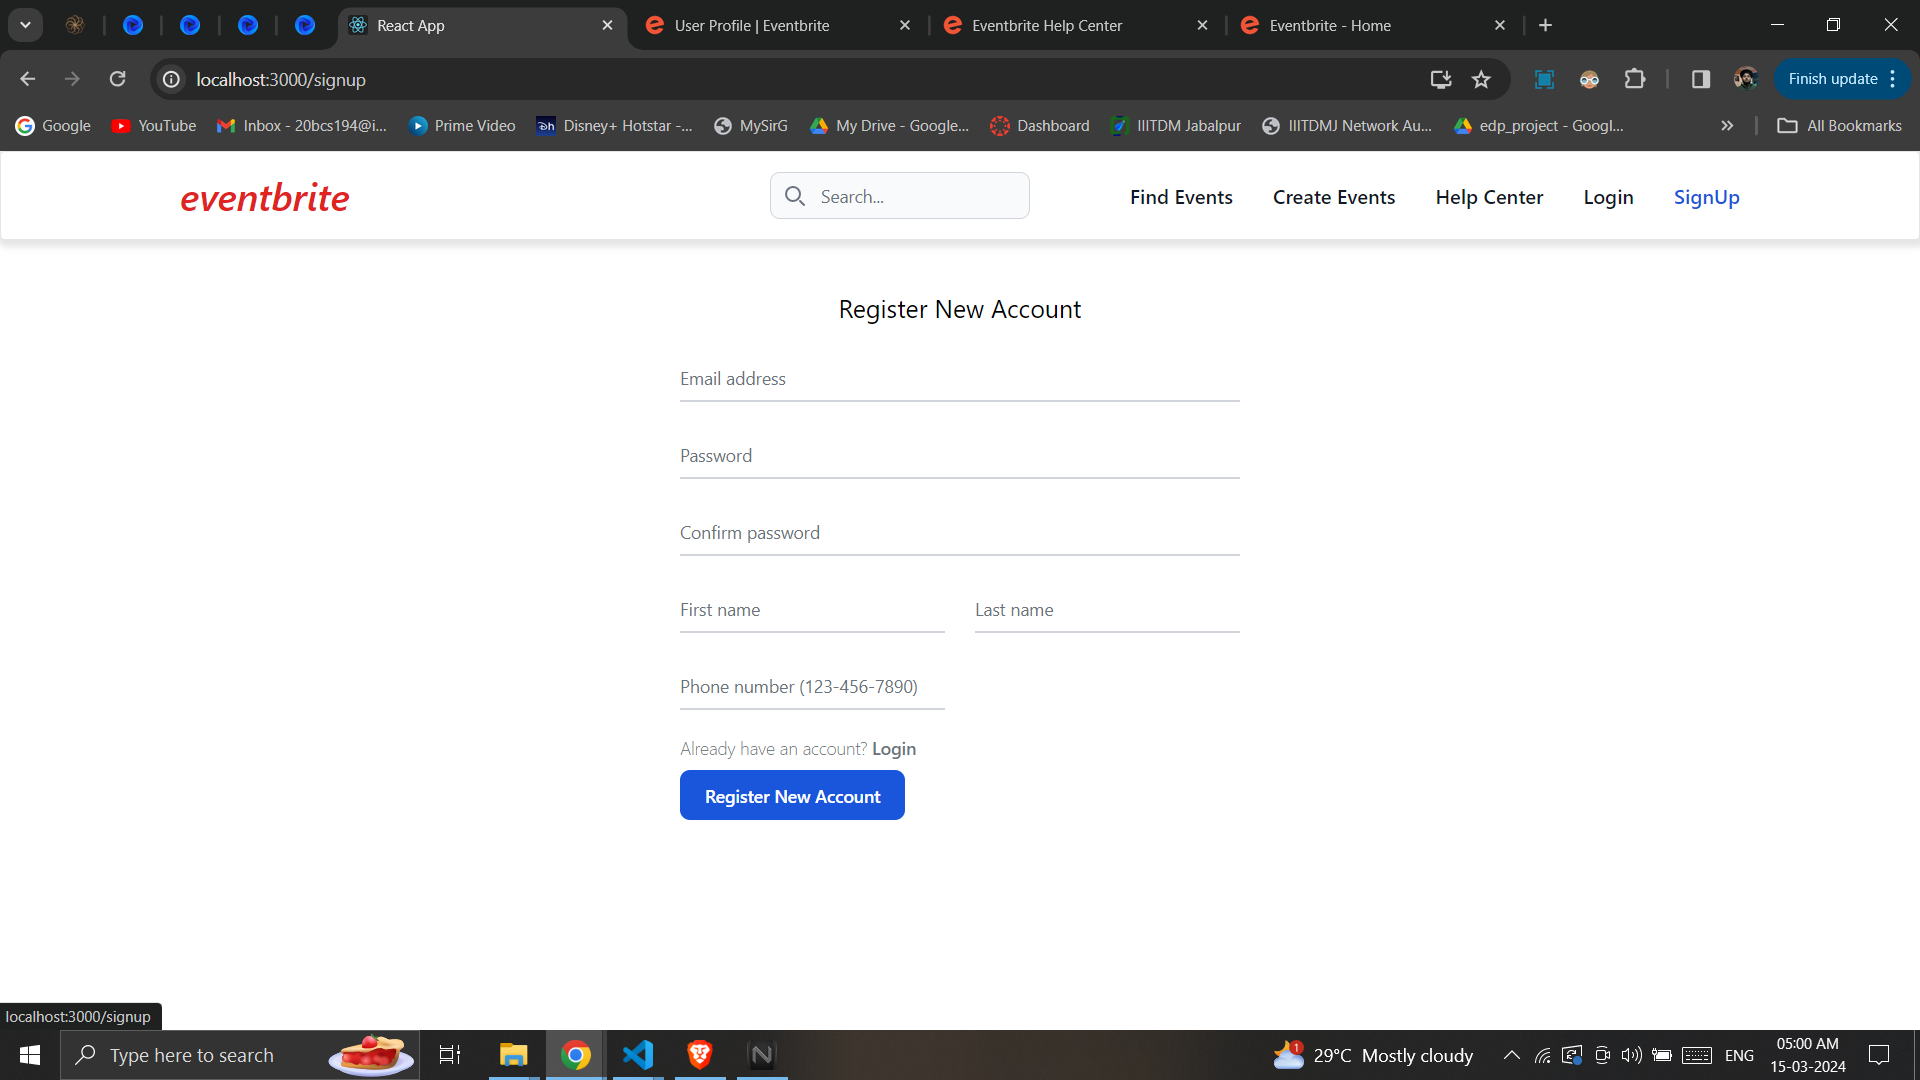 React App
User Profile | Eventbrite
Eventbrite Help Center
Eventbrite - Home
localhost:3000/signup
Finish update
Google
YouTube
Inbox - 20bcs194@i...
Prime Video
Disney+ Hotstar -...
MySirG
My Drive - Google...
Dashboard
IIITDM Jabalpur
IIITDMJ Network Au...
edp_project - Googl...
All Bookmarks
eventbrite
Search...
Find Events
Create Events
Help Center
Login
SignUp
Register New Account
Email address
Password
Confirm password
First name
Last name
Phone number (123-456-7890)
Already have an account? Login
Register New Account
localhost:3000/signup
Type here to search
1
29°C Mostly cloudy
ENG
05:00 AM
15-03-2024